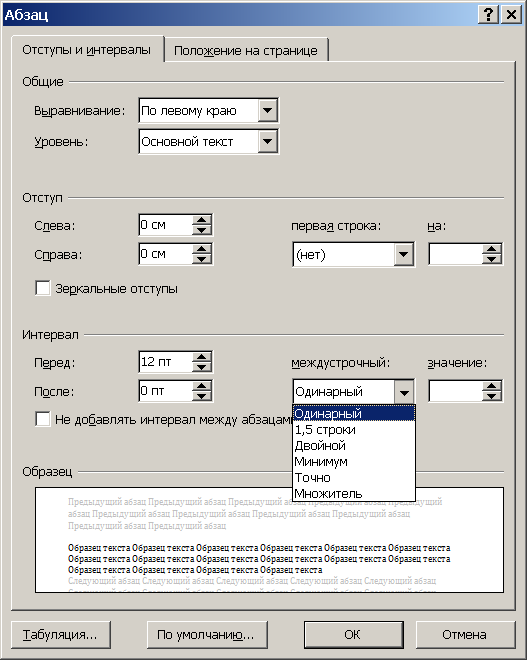 Абзац
Отступы и интервалы
Положение на странице
Общие
Выравнивание: По левому краю
Уровень: Основной текст
Отступ
Слева: 0 см первая строка: на:
Справа: 0 см (нет)
Зеркальные отступы
Интервал
Перед: 12 пт междустрочный: значение:
После: 0 пт Одинарный
Не добавлять интервал между абзацами
Одинарный
1,5 строки
Двойной
Минимум
Точно
Множитель
Образец
Предыдущий абзац Предыдущий абзац Предыдущий абзац Предыдущий абзац Предыдущий
абзац Предыдущий абзац Предыдущий абзац Предыдущий абзац Предыдущий абзац
Предыдущий абзац Предыдущий абзац
Образец текста Образец текста Образец текста Образец текста Образец текста Образец текста
Образец текста Образец текста Образец текста Образец текста Образец текста Образец текста
Образец текста Образец текста Образец текста Образец текста
Следующий абзац Следующий абзац Следующий абзац Следующий абзац Следующий абзац
Табуляция... По умолчанию... ОК Отмена